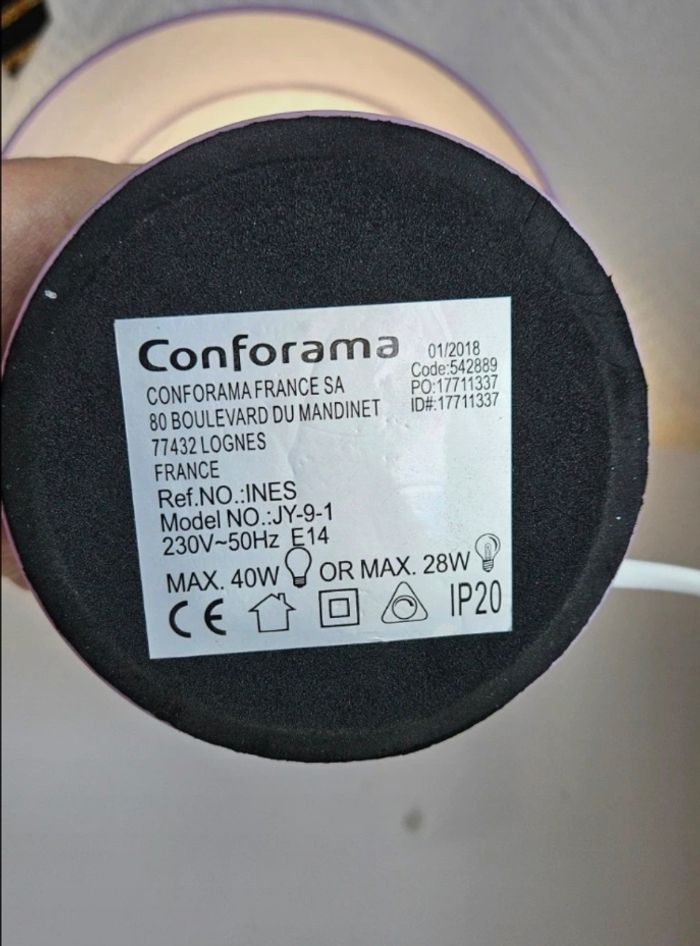 Conforama
01/2018
Code:542889
PO:17711337
ID#:17711337
CONFORAMA FRANCE SA
80 BOULEVARD DU MANDINET
77432 LOGNES
FRANCE
Ref.NO.:INES
Model NO.:JY-9-1
230V~50Hz E14
MAX. 40W OR MAX. 28W
CE IP20